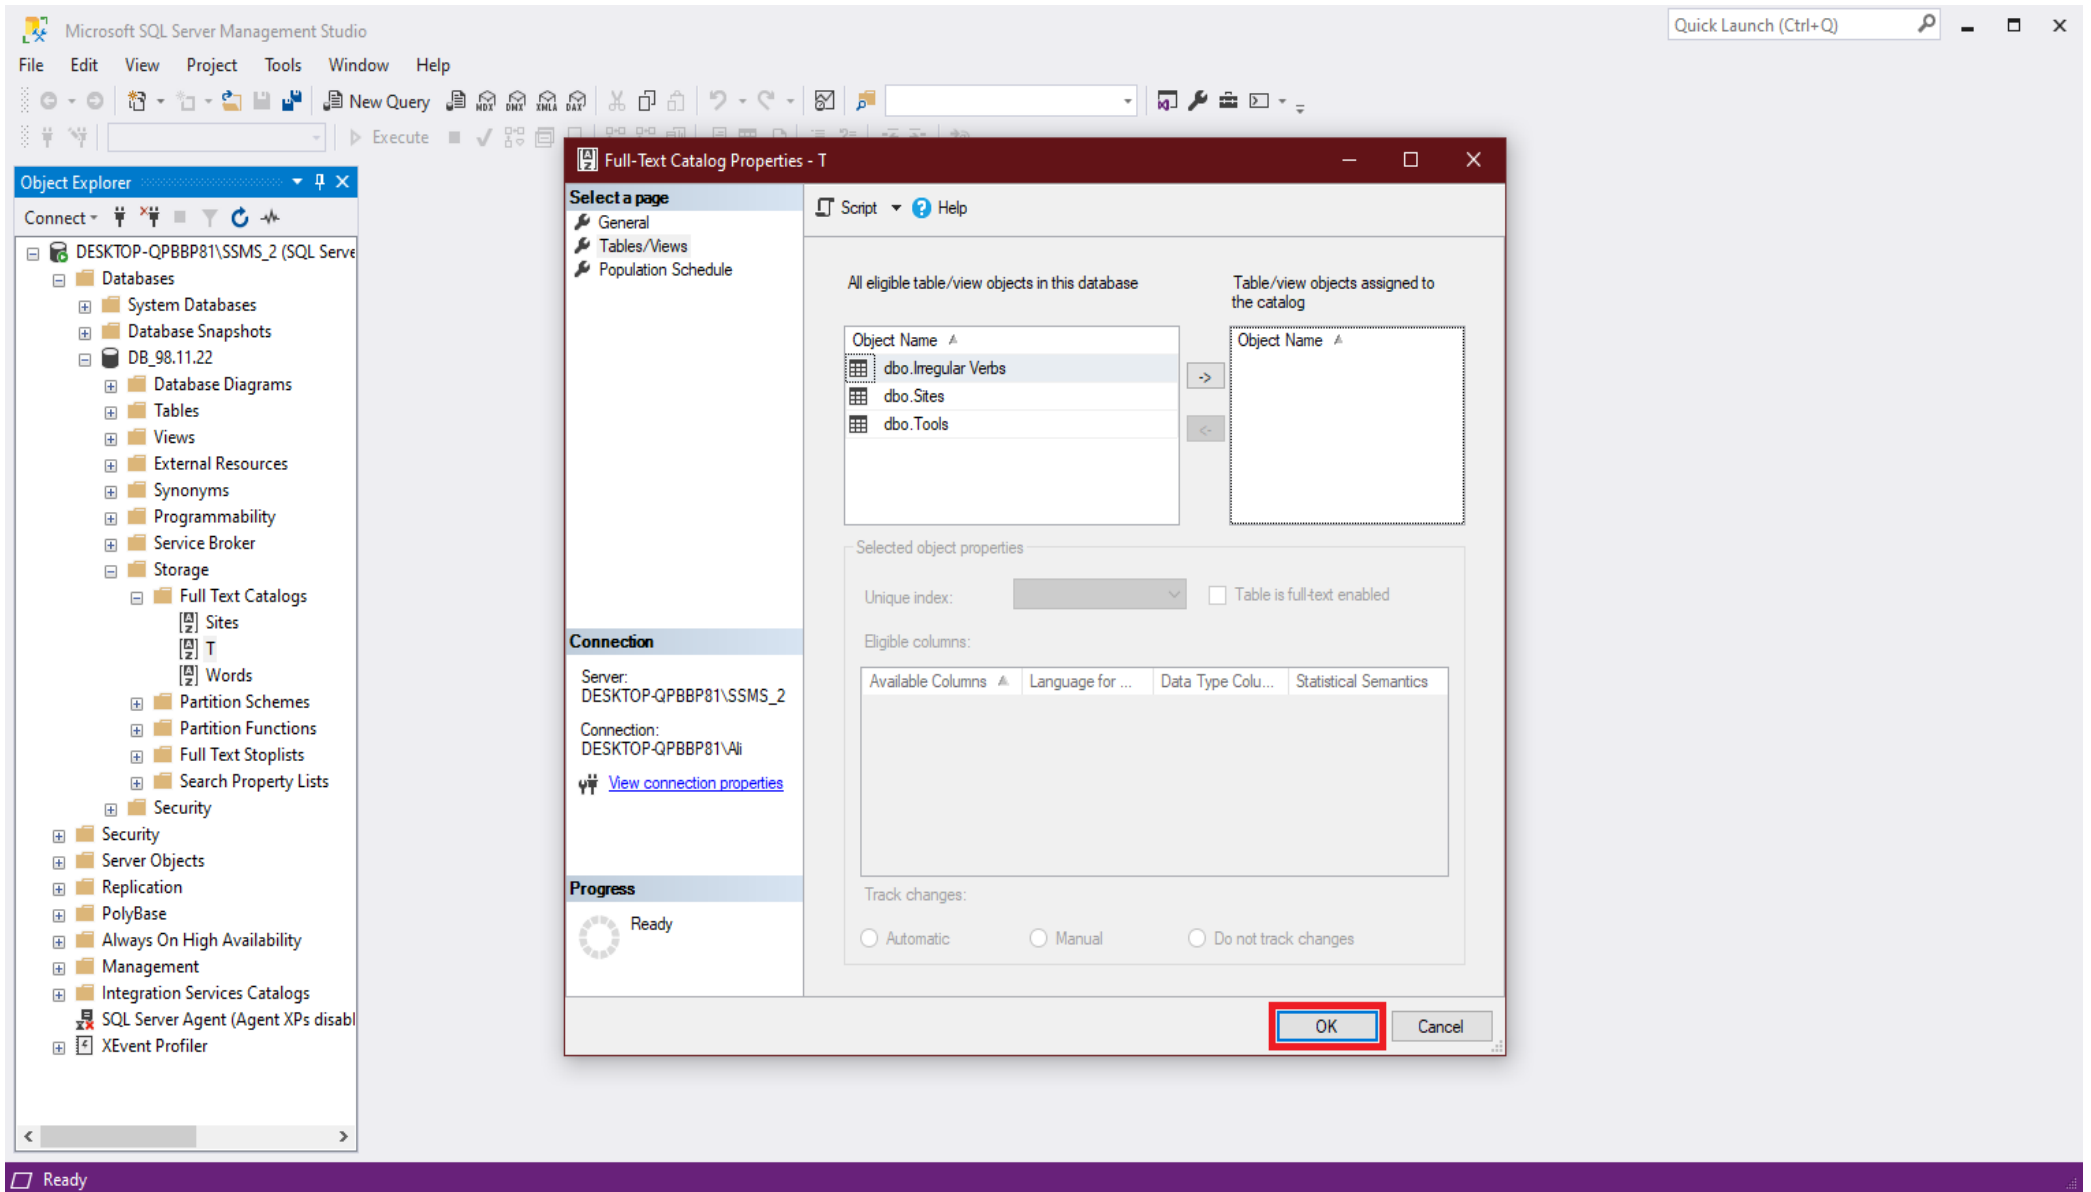 Microsoft SQL Server Management Studio
Quick Launch (Ctrl+Q)
File Edit View Project Tools Window Help
New Query MDX DMX XMLA DAX
Execute
Object Explorer
Connect
DESKTOP-QPBBP81\SSMS_2 (SQL Serve
Databases
System Databases
Database Snapshots
DB_98.11.22
Database Diagrams
Tables
Views
External Resources
Synonyms
Programmability
Service Broker
Storage
Full Text Catalogs
Sites
T
Words
Partition Schemes
Partition Functions
Full Text Stoplists
Search Property Lists
Security
Security
Server Objects
Replication
PolyBase
Always On High Availability
Management
Integration Services Catalogs
SQL Server Agent (Agent XPs disabl
XEvent Profiler
Full-Text Catalog Properties - T
Select a page
General
Tables/Views
Population Schedule
Connection
Server:
DESKTOP-QPBBP81\SSMS_2
Connection:
DESKTOP-QPBBP81\Ali
View connection properties
Progress
Ready
Script Help
All eligible table/view objects in this database
Object Name
dbo.Irregular Verbs
dbo.Sites
dbo.Tools
->
<-
Table/view objects assigned to
the catalog
Object Name
Selected object properties
Unique index:
Table is full-text enabled
Eligible columns:
Available Columns Language for ... Data Type Colu... Statistical Semantics
Track changes:
Automatic Manual Do not track changes
OK Cancel
Ready